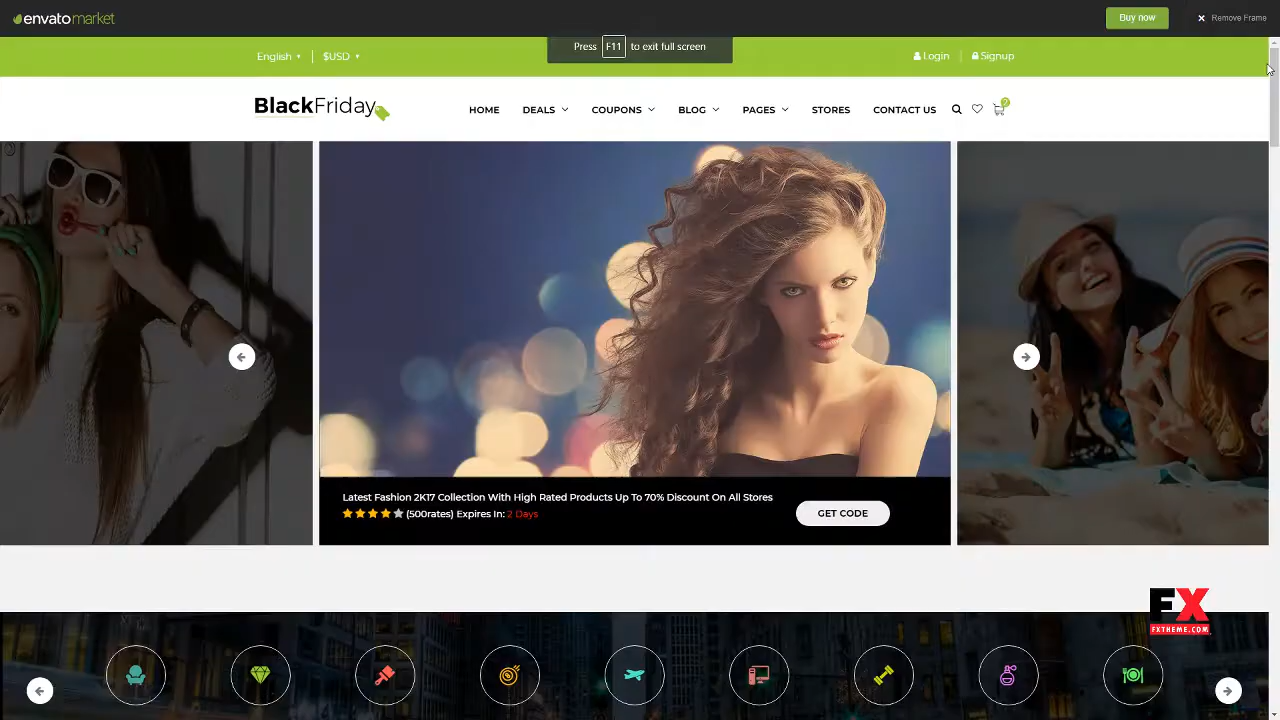 envatomarket
Buy now
Remove Frame
English
$USD
Press F11 to exit full screen
Login
Signup
BlackFriday
HOME
DEALS
COUPONS
BLOG
PAGES
STORES
CONTACT US
Latest Fashion 2K17 Collection With High Rated Products Up To 70% Discount On All Stores
(500rates) Expires In: 2 Days
GET CODE
FX
FXTHEME.COM